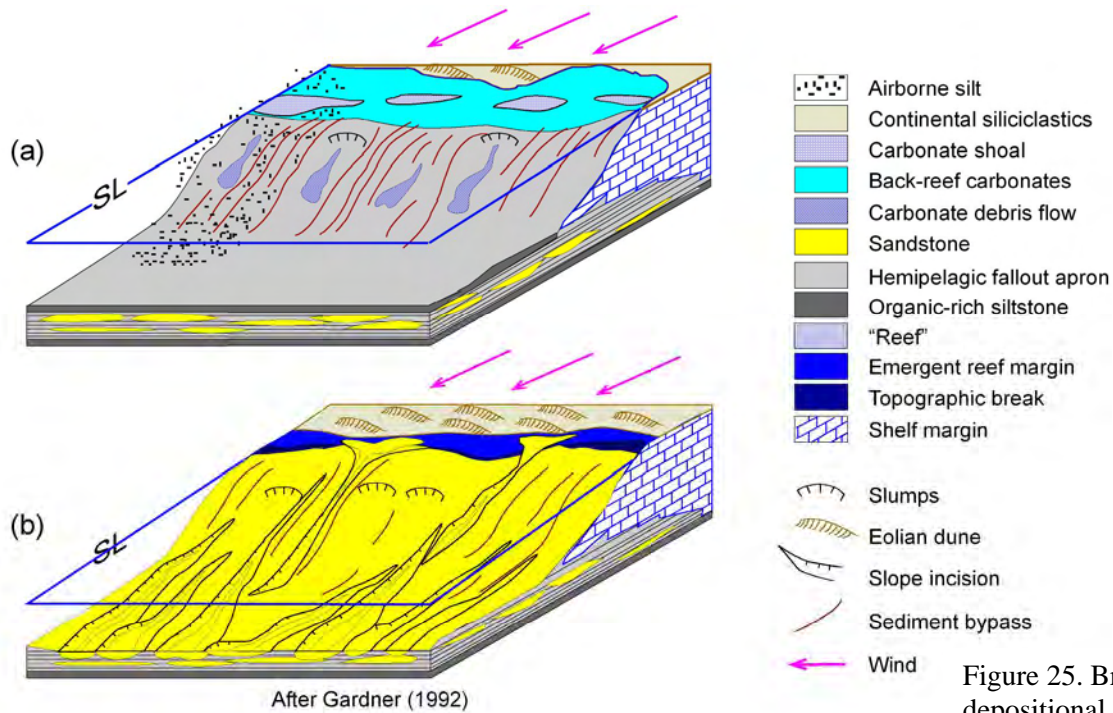 (a)
SL
(b)
SL
After Gardner (1992)
Airborne silt
Continental siliciclastics
Carbonate shoal
Back-reef carbonates
Carbonate debris flow
Sandstone
Hemipelagic fallout apron
Organic-rich siltstone
“Reef”
Emergent reef margin
Topographic break
Shelf margin
Slumps
Eolian dune
Slope incision
Sediment bypass
Wind
Figure 25. Br
depositional